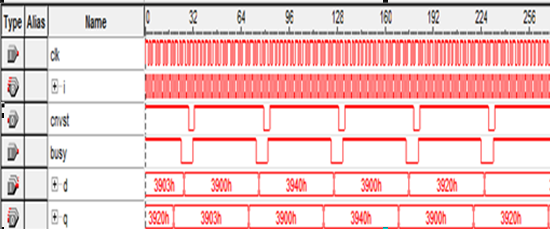 Type Alias Name 0 32 64 96 128 160 192 224 256
clk
i
cnvst
busy
d 3903h 3900h 3940h 3900h 3920h
q 3920h 3903h 3900h 3940h 3900h 3920h